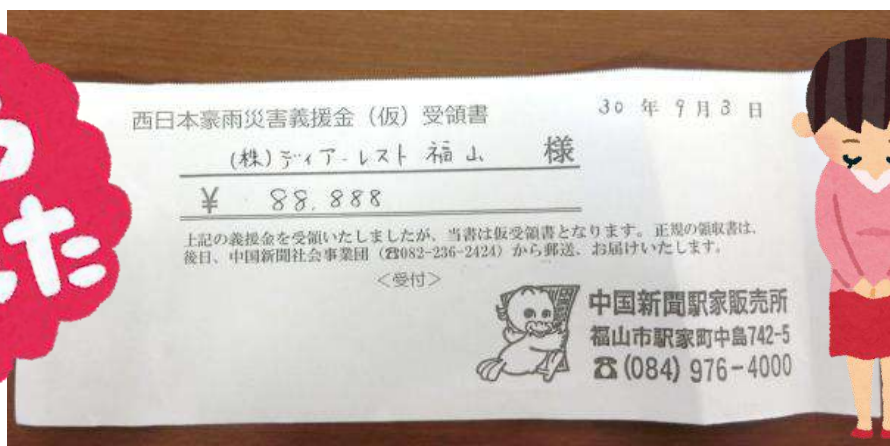 西日本豪雨災害義援金（仮）受領書
30 年 9 月 3 日
(株)ディアーレスト 福山 様
¥ 88.888
上記の義援金を受領いたしましたが、当書は仮受領書となります。正規の領収書は、
後日、中国新聞社会事業団（☎082-236-2424）から郵送、お届けいたします。
＜受付＞
中国新聞駅家販売所
福山市駅家町中島742-5
☎(084) 976-4000
した